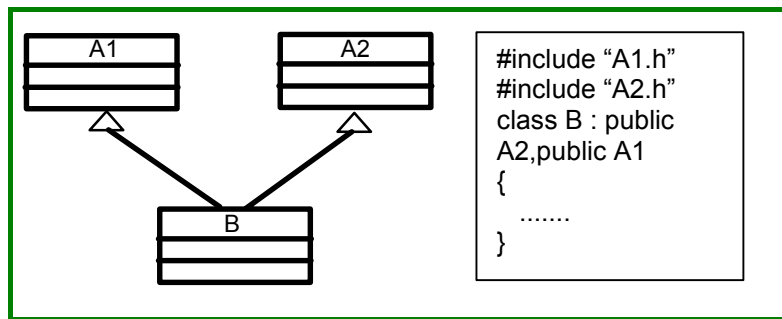 A1
A2
B
#include “A1.h”
#include “A2.h”
class B : public
A2,public A1
{
.......
}